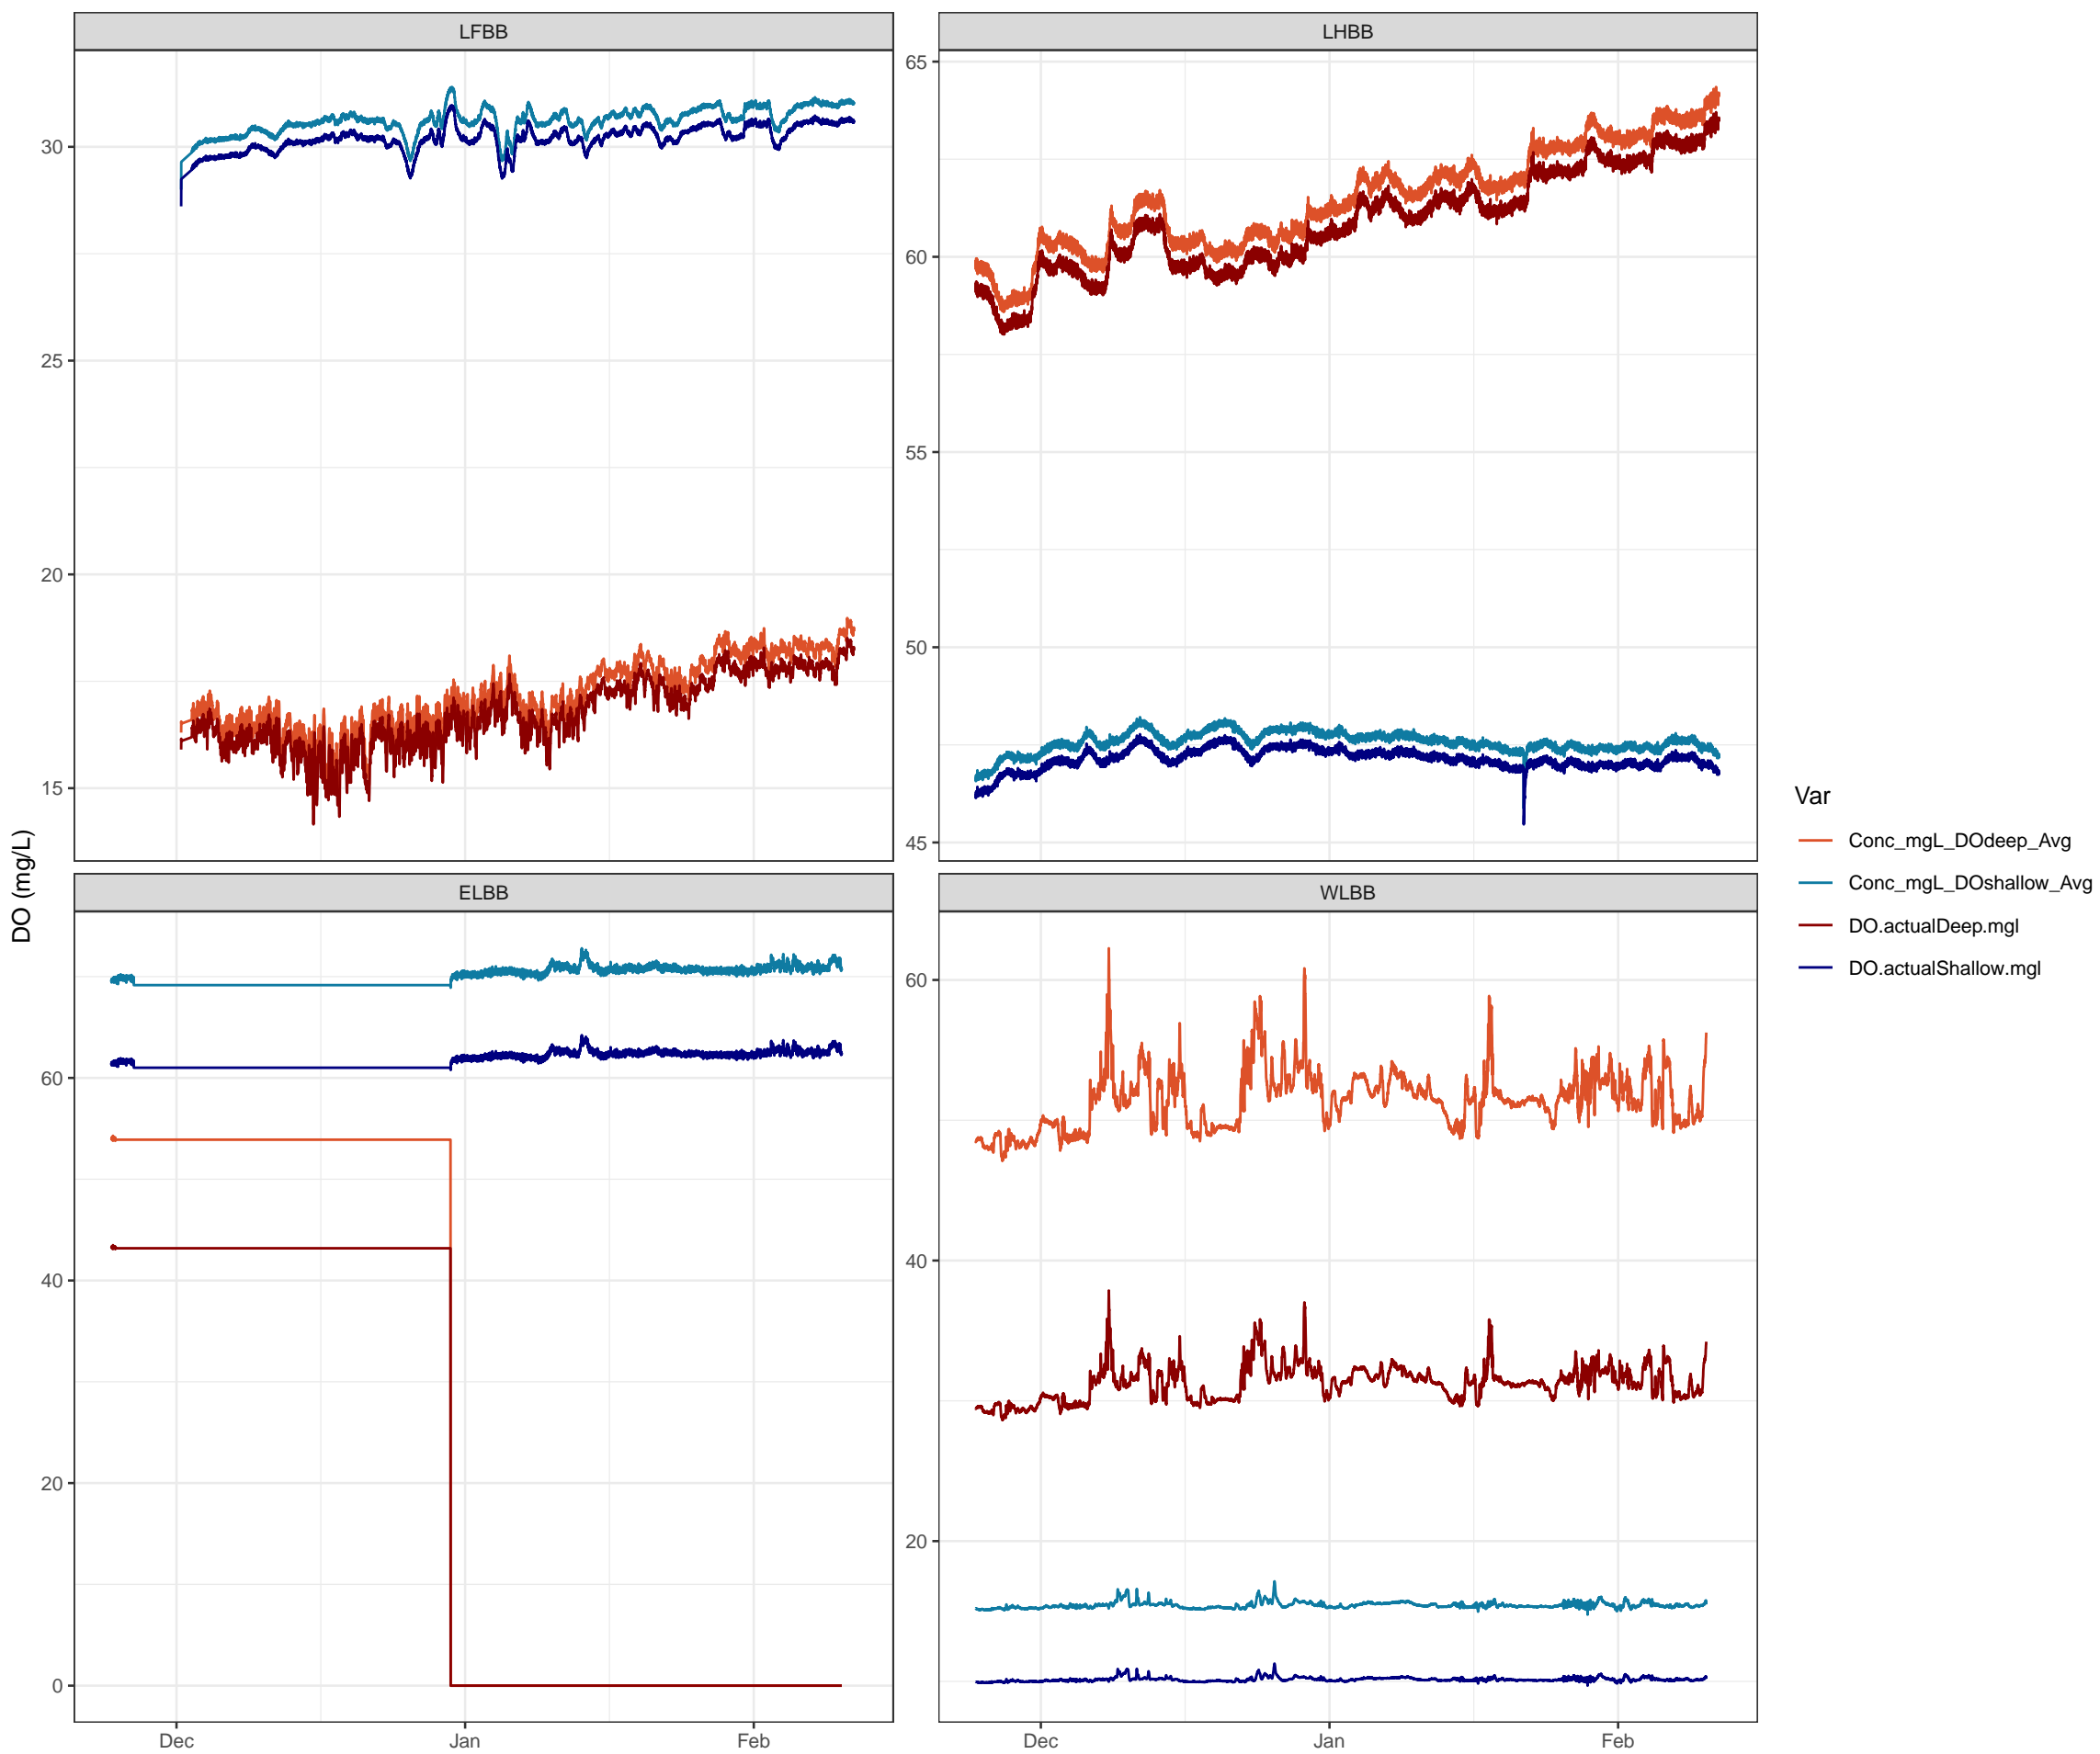 LFBB
LHBB
30
25
20
15
65
60
55
50
45
DO (mg/L)
ELBB
WLBB
60
40
20
0
60
40
20
Dec
Jan
Feb
Dec
Jan
Feb
Var
Conc_mgL_DOdeep_Avg
Conc_mgL_DOshallow_Avg
DO.actualDeep.mgl
DO.actualShallow.mgl